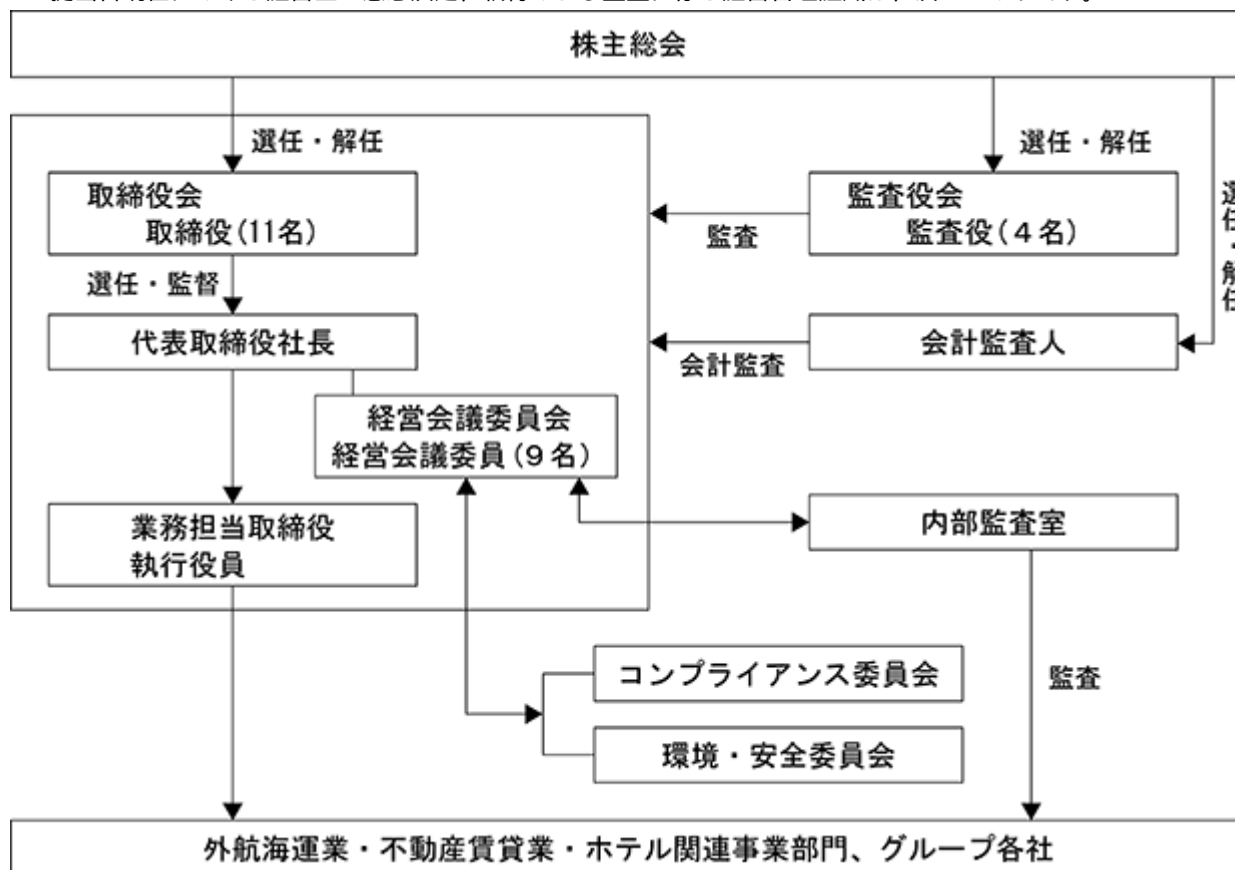 株主総会
選任・解任
選任・解任
選任・解任
取締役会
取締役(11名)
監査役会
監査役(４名)
監査
選任・監督
代表取締役社長
会計監査人
会計監査
経営会議委員会
経営会議委員(９名)
業務担当取締役
執行役員
内部監査室
コンプライアンス委員会
監査
環境・安全委員会
外航海運業・不動産賃貸業・ホテル関連事業部門、グループ各社